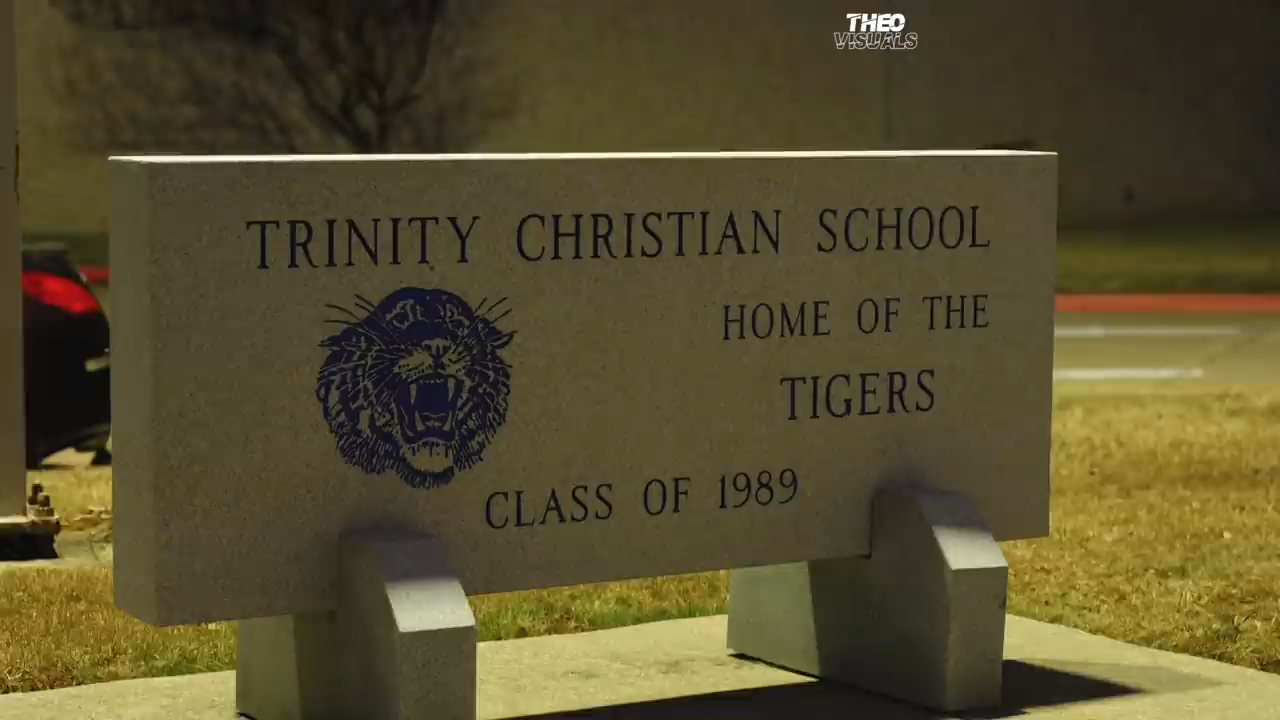 THEO
VISUALS
TRINITY CHRISTIAN SCHOOL
HOME OF THE
TIGERS
CLASS OF 1989